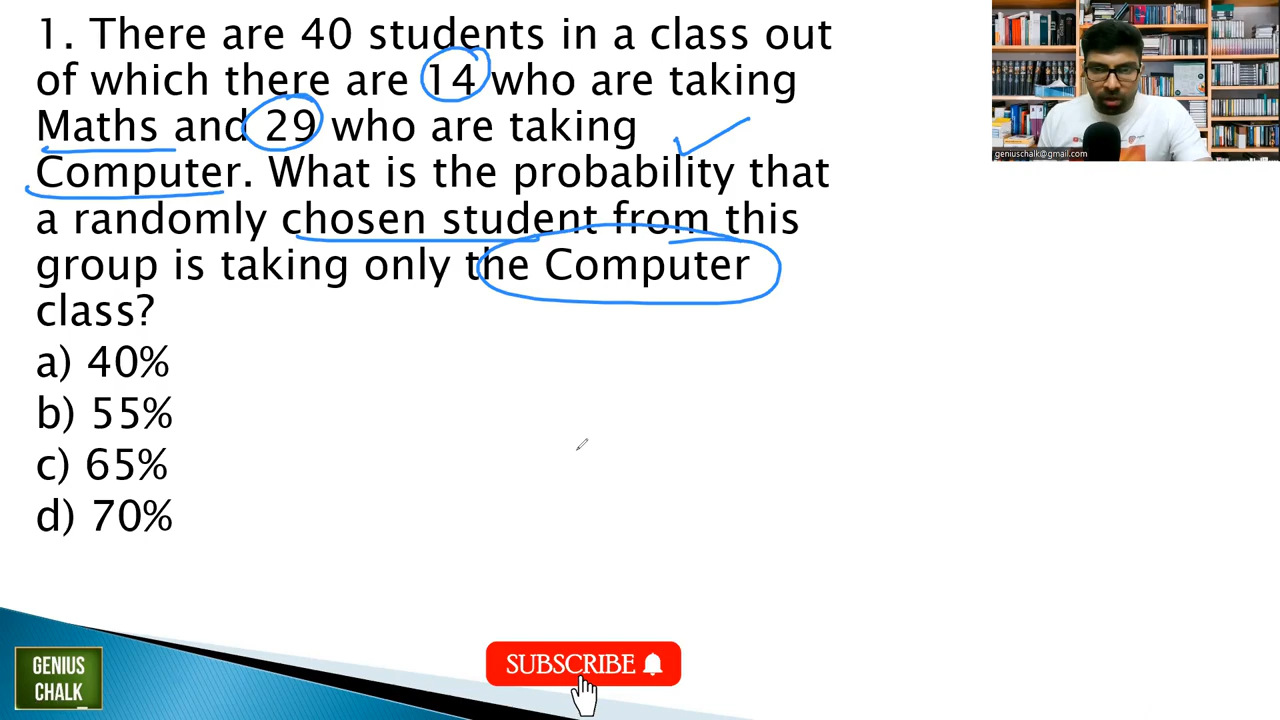 1. There are 40 students in a class out
of which there are 14 who are taking
Maths and 29 who are taking
Computer. What is the probability that
a randomly chosen student from this
group is taking only the Computer
class?
a) 40%
b) 55%
c) 65%
d) 70%
geniuschalk@gmail.com
GENIUS
CHALK
SUBSCRIBE